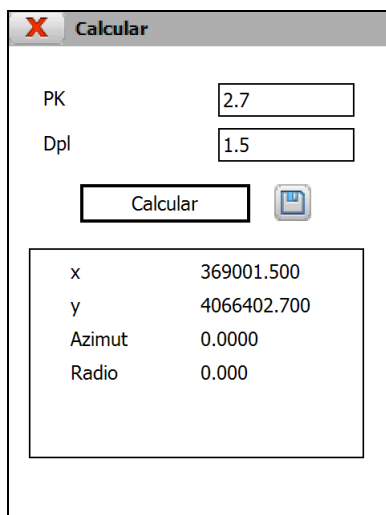 Calcular
PK 2.7
Dpl 1.5
Calcular
x 369001.500
y 4066402.700
Azimut 0.0000
Radio 0.000